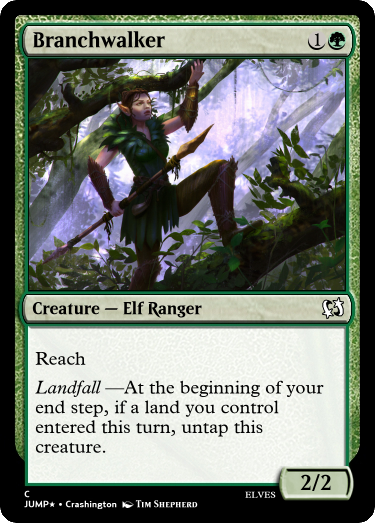 Branchwalker 1
Creature — Elf Ranger
Reach
Landfall —At the beginning of your
end step, if a land you control
entered this turn, untap this
creature.
2/2
C ELVES
JUMP★ • Crashington Tim Shepherd